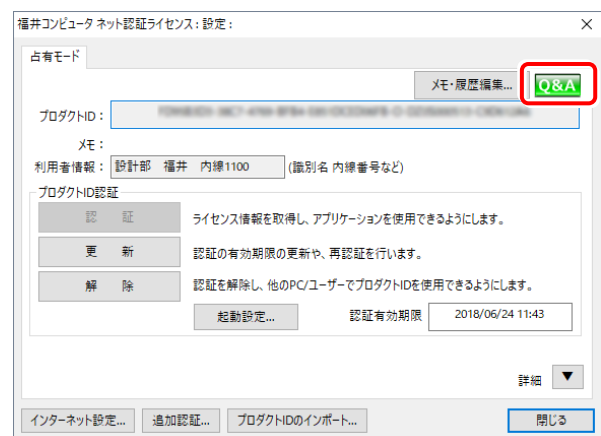 福井コンピュータ ネット認証ライセンス : 設定 :
占有モード
メモ・履歴編集...
Q&A
プロダクトID :
メモ :
利用者情報 : 設計部 福井 内線1100 (識別名 内線番号など)
プロダクトID認証
認 証 ライセンス情報を取得し、アプリケーションを使用できるようにします。
更 新 認証の有効期限の更新や、再認証を行います。
解 除 認証を解除し、他のPC/ユーザーでプロダクトIDを使用できるようにします。
起動設定... 認証有効期限 2018/06/24 11:43
詳細 ▼
インターネット設定... 追加認証... プロダクトIDのインポート... 閉じる